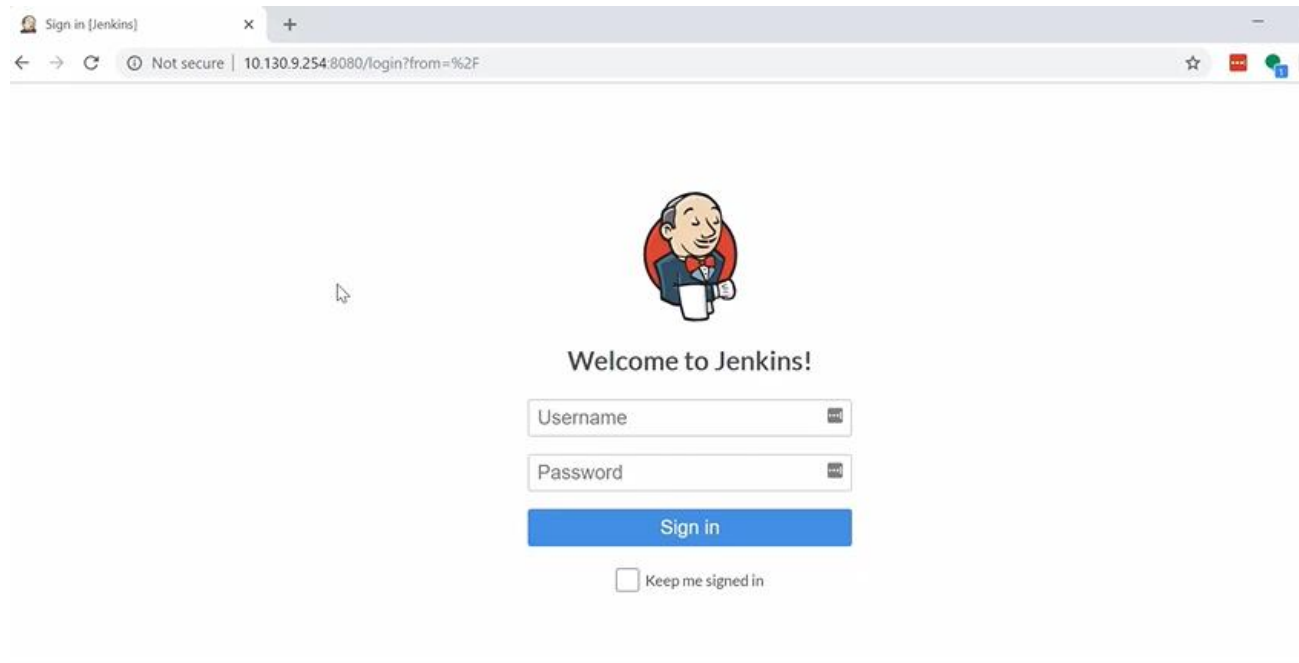 Sign in [Jenkins]
Not secure | 10.130.9.254:8080/login?from=%2F
1
Welcome to Jenkins!
Username
Password
Sign in
Keep me signed in